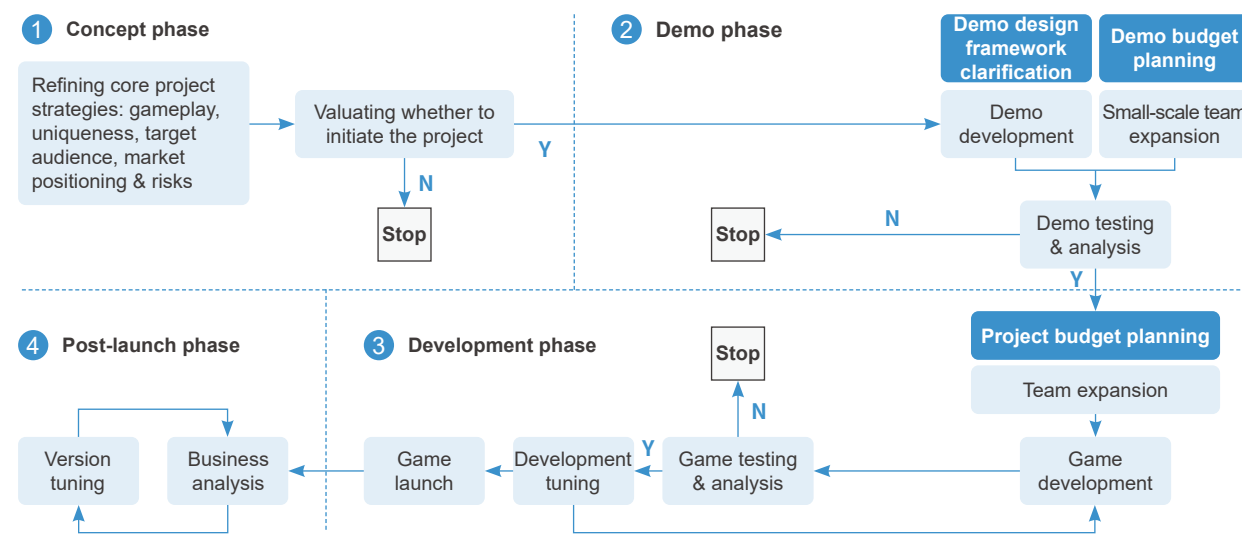 1 Concept phase
Refining core project
strategies: gameplay,
uniqueness, target
audience, market
positioning & risks
Valuating whether to
initiate the project
Y
N
Stop
2 Demo phase
Demo design
framework
clarification
Demo budget
planning
Demo
development
Small-scale team
expansion
Demo testing
& analysis
N
Stop
Y
Project budget planning
Team expansion
Game
development
3 Development phase
Stop
N
Game testing
& analysis
Y
Development
tuning
Game
launch
4 Post-launch phase
Business
analysis
Version
tuning